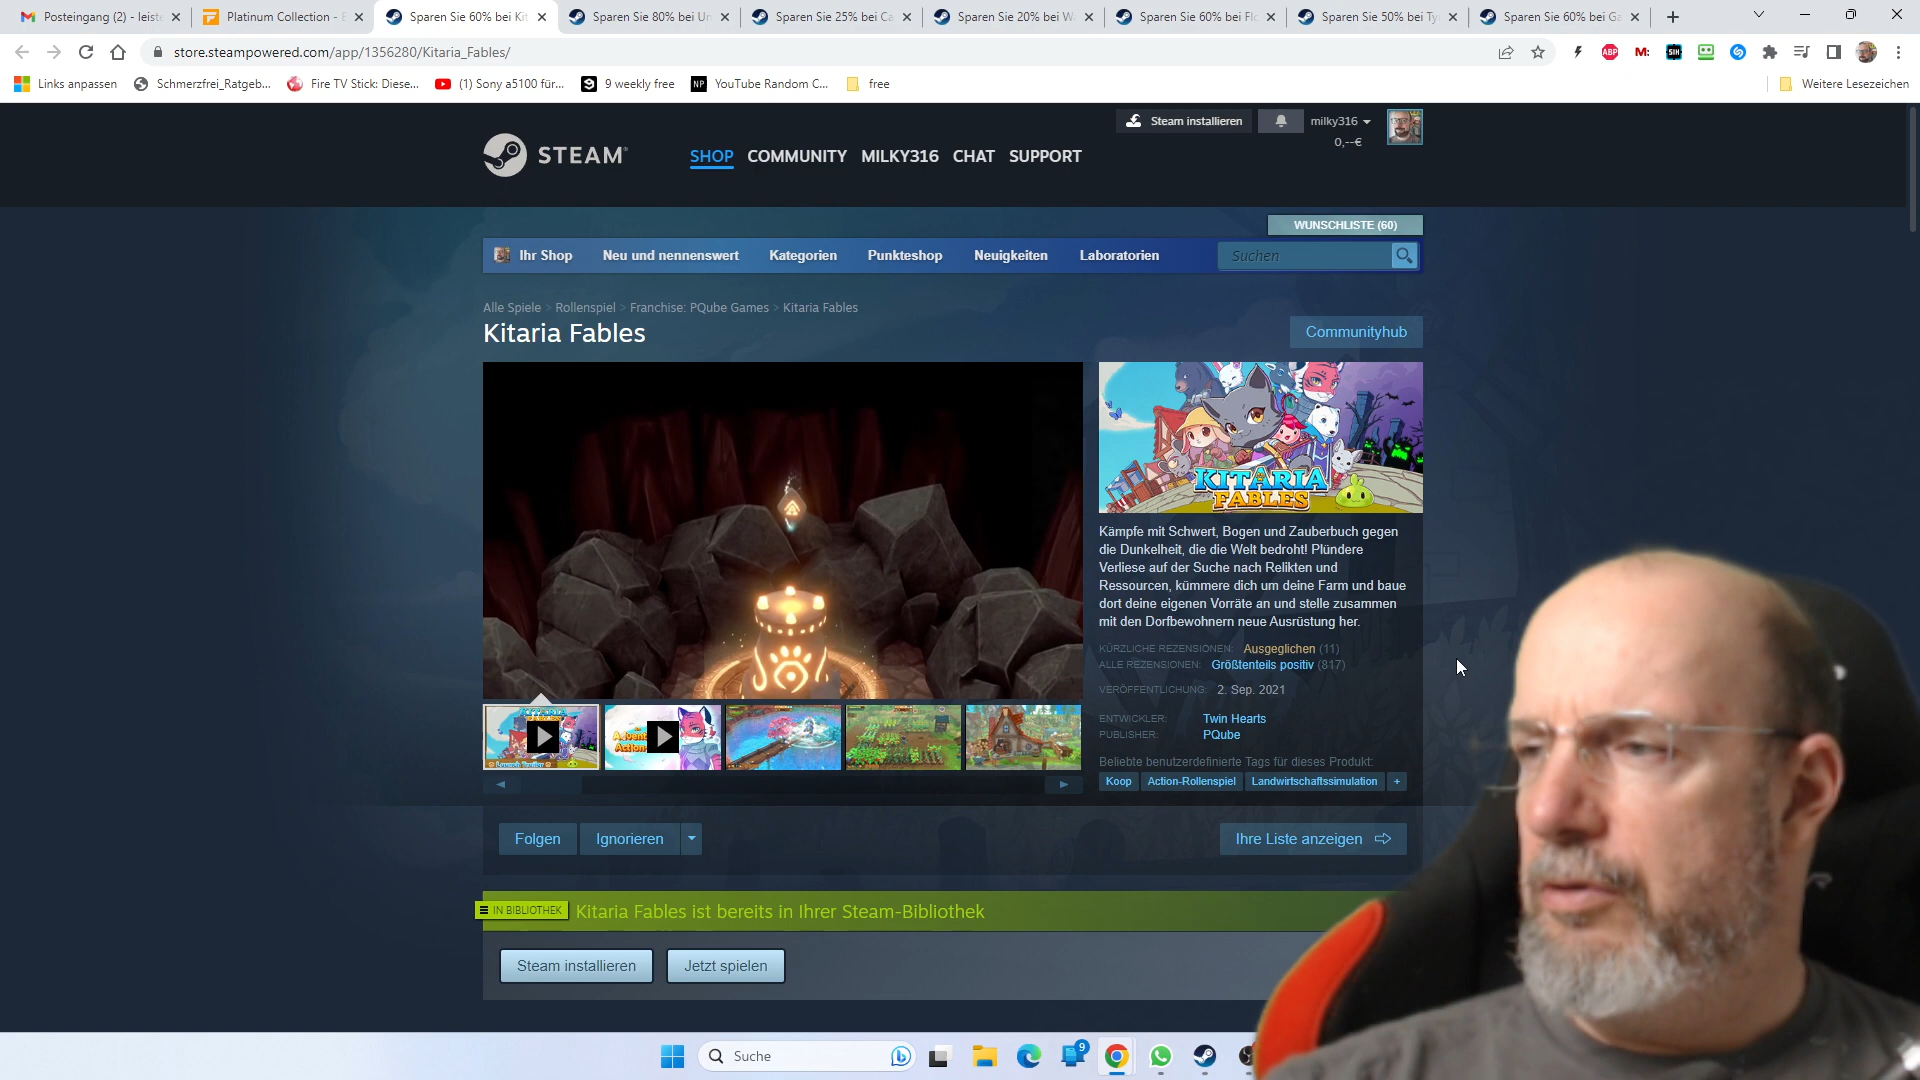 Posteingang (2) - leist
Platinum Collection - B
Sparen Sie 60% bei Kit
Sparen Sie 80% bei Un
Sparen Sie 25% bei Ca
Sparen Sie 20% bei W
Sparen Sie 60% bei Flo
Sparen Sie 50% bei Ty
Sparen Sie 60% bei Ga
store.steampowered.com/app/1356280/Kitaria_Fables/
ABP
M:
SIH
Links anpassen
Schmerzfrei_Ratgeb...
Fire TV Stick: Diese...
(1) Sony a5100 für...
9 weekly free
NP
YouTube Random C...
free
Weitere Lesezeichen
STEAM
SHOP
COMMUNITY
MILKY316
CHAT
SUPPORT
Steam installieren
milky316
0,--€
WUNSCHLISTE (60)
Ihr Shop
Neu und nennenswert
Kategorien
Punkteshop
Neuigkeiten
Laboratorien
Suchen
Alle Spiele > Rollenspiel > Franchise: PQube Games > Kitaria Fables
Kitaria Fables
Communityhub
KITARIA
FABLES
Kämpfe mit Schwert, Bogen und Zauberbuch gegen
die Dunkelheit, die die Welt bedroht! Plündere
Verliese auf der Suche nach Relikten und
Ressourcen, kümmere dich um deine Farm und baue
dort deine eigenen Vorräte an und stelle zusammen
mit den Dorfbewohnern neue Ausrüstung her.
KÜRZLICHE REZENSIONEN: Ausgeglichen (11)
ALLE REZENSIONEN: Größtenteils positiv (817)
VERÖFFENTLICHUNG: 2. Sep. 2021
ENTWICKLER: Twin Hearts
PUBLISHER: PQube
Beliebte benutzerdefinierte Tags für dieses Produkt:
Koop
Action-Rollenspiel
Landwirtschaftssimulation
+
KITARIA
Launch Trailer
Folgen
Ignorieren
Ihre Liste anzeigen
IN BIBLIOTHEK
Kitaria Fables ist bereits in Ihrer Steam-Bibliothek
Steam installieren
Jetzt spielen
Suche
9